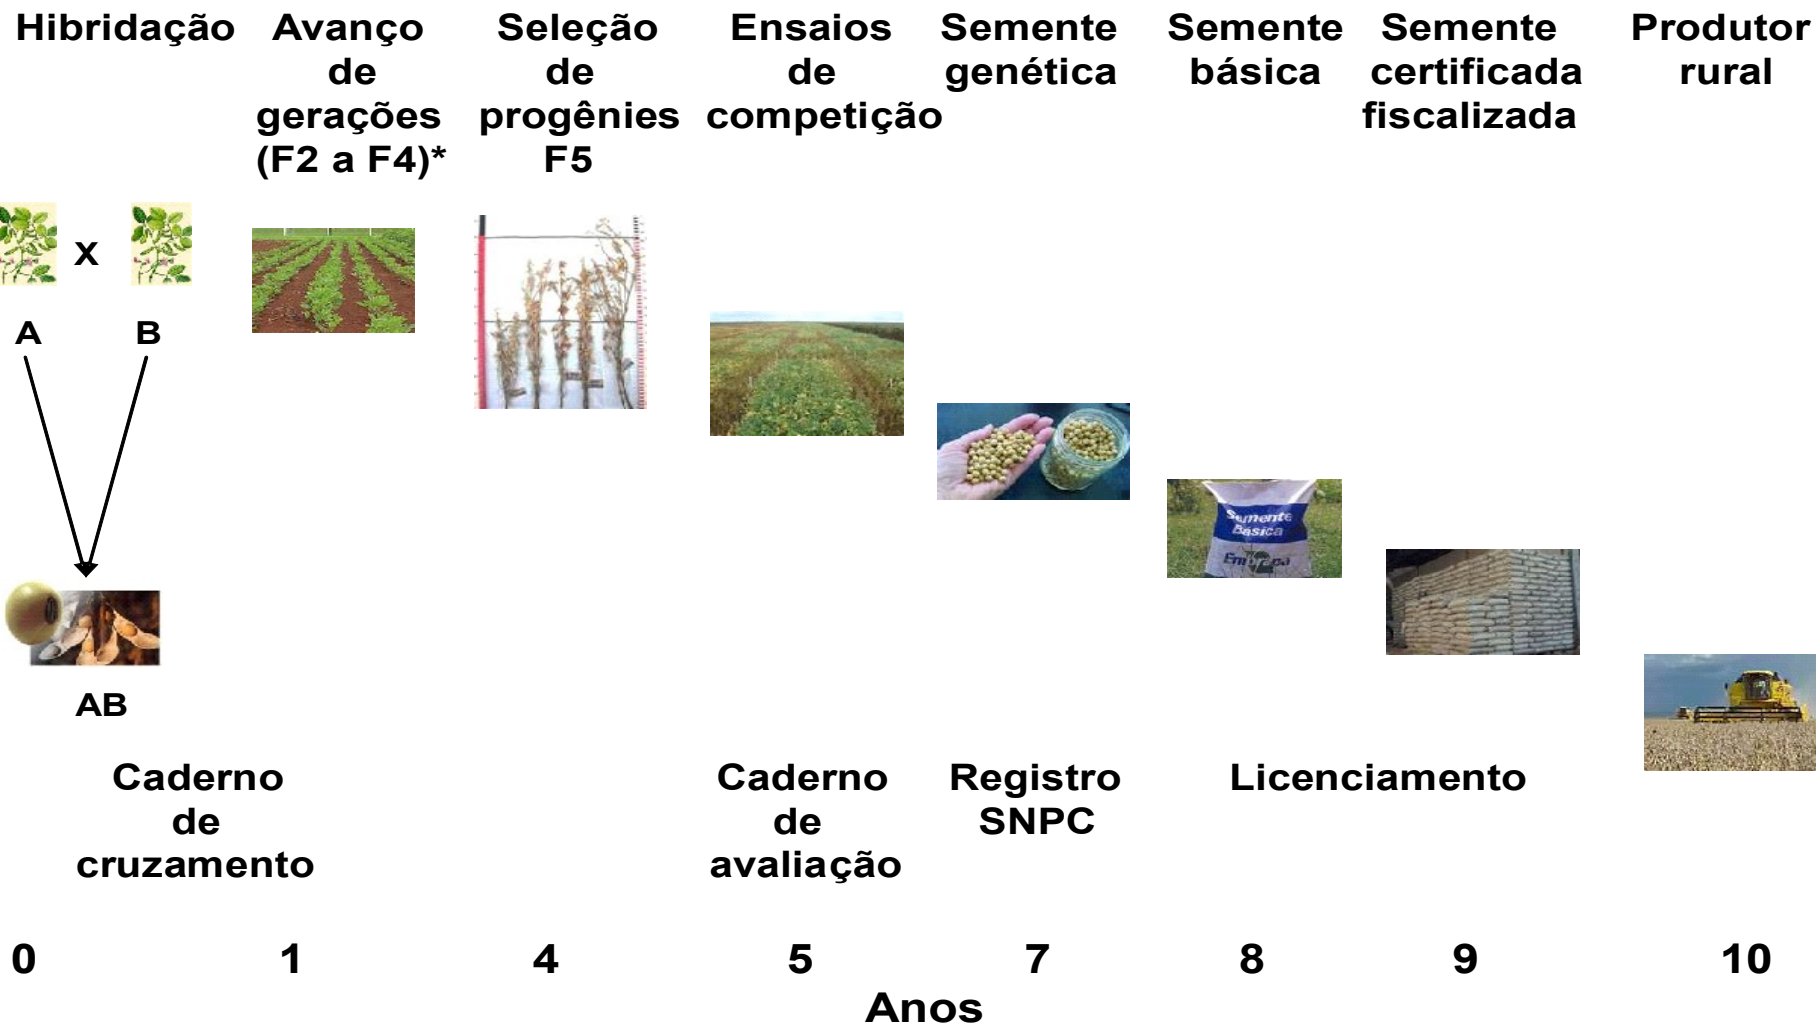 Hibridação
Avanço
de
gerações
(F2 a F4)*
Seleção
de
progênies
F5
Ensaios
de
competição
Semente
genética
Semente
básica
Semente
certificada
fiscalizada
Produtor
rural
X
A
B
AB
Semente
Básica
Embrapa
Caderno
de
cruzamento
Caderno
de
avaliação
Registro
SNPC
Licenciamento
0 1 4 5 7 8 9 10
Anos